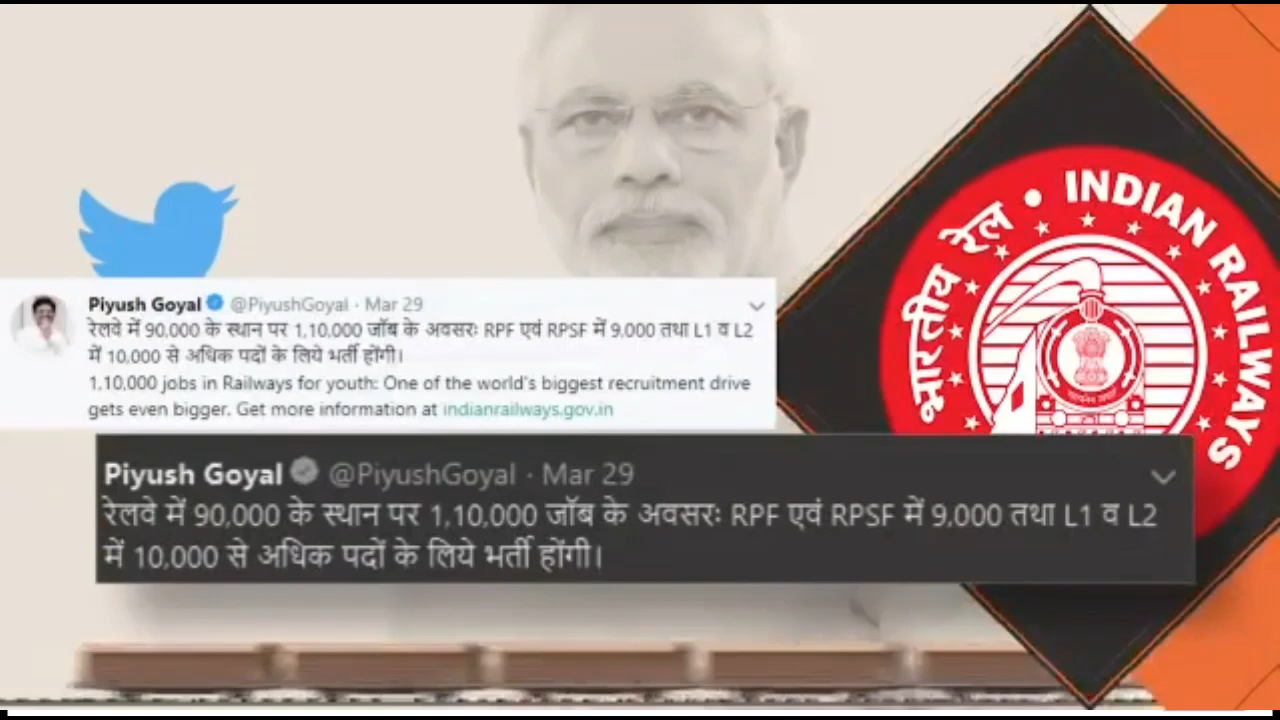 Piyush Goyal @PiyushGoyal · Mar 29
रेलवे में 90,000 के स्थान पर 1,10,000 जॉब के अवसरः RPF एवं RPSF में 9,000 तथा L1 व L2
में 10,000 से अधिक पदों के लिये भर्ती होंगी।
1,10,000 jobs in Railways for youth: One of the world's biggest recruitment drive
gets even bigger. Get more information at indianrailways.gov.in
Piyush Goyal @PiyushGoyal · Mar 29
रेलवे में 90,000 के स्थान पर 1,10,000 जॉब के अवसरः RPF एवं RPSF में 9,000 तथा L1 व L2
में 10,000 से अधिक पदों के लिये भर्ती होंगी।
भारतीय रेल • INDIAN RAILWAYS